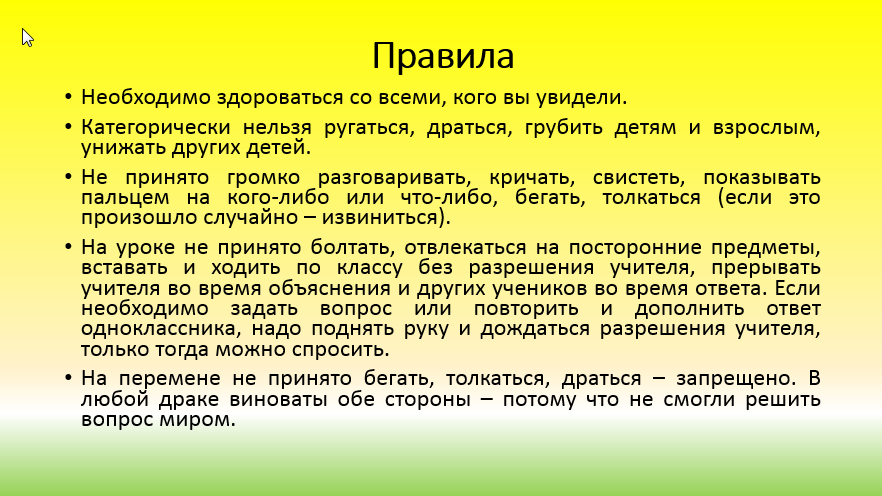 Правила
• Необходимо здороваться со всеми, кого вы увидели.
• Категорически нельзя ругаться, драться, грубить детям и взрослым,
унижать других детей.
• Не принято громко разговаривать, кричать, свистеть, показывать
пальцем на кого-либо или что-либо, бегать, толкаться (если это
произошло случайно – извиниться).
• На уроке не принято болтать, отвлекаться на посторонние предметы,
вставать и ходить по классу без разрешения учителя, прерывать
учителя во время объяснения и других учеников во время ответа. Если
необходимо задать вопрос или повторить и дополнить ответ
одноклассника, надо поднять руку и дождаться разрешения учителя,
только тогда можно спросить.
• На перемене не принято бегать, толкаться, драться – запрещено. В
любой драке виноваты обе стороны – потому что не смогли решить
вопрос миром.